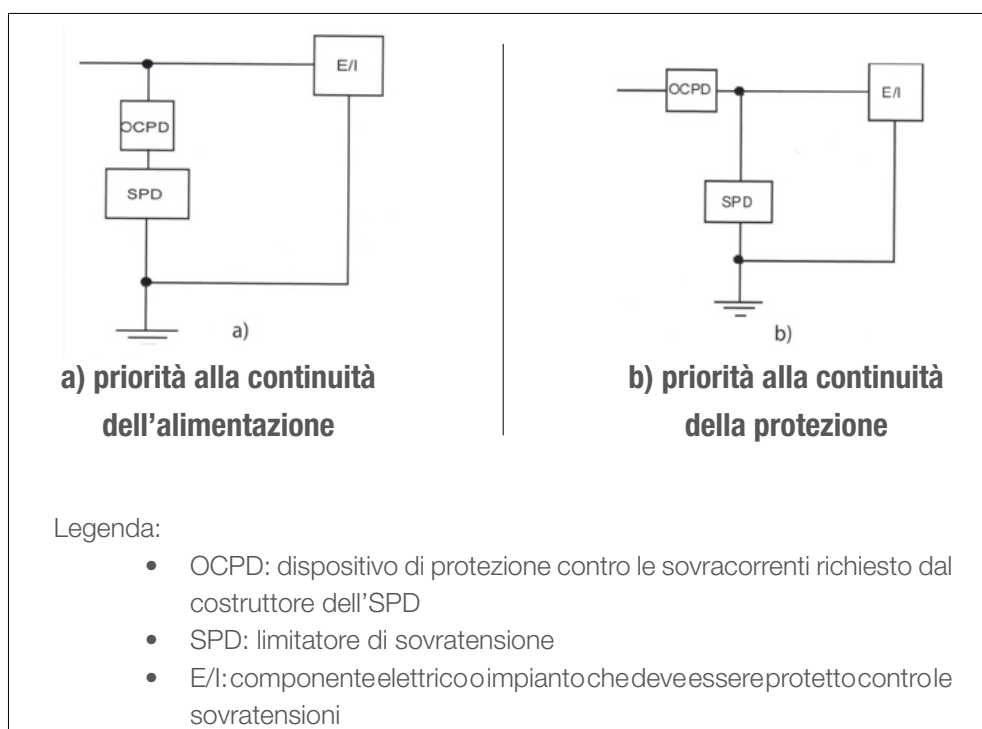 E/I
OCPD
SPD
a)
a) priorità alla continuità
dell'alimentazione
OCPD
E/I
SPD
b)
b) priorità alla continuità
della protezione
Legenda:
• OCPD: dispositivo di protezione contro le sovracorrenti richiesto dal
costruttore dell'SPD
• SPD: limitatore di sovratensione
• E/I: componente elettrico o impianto che deve essere protetto contro le
sovratensioni